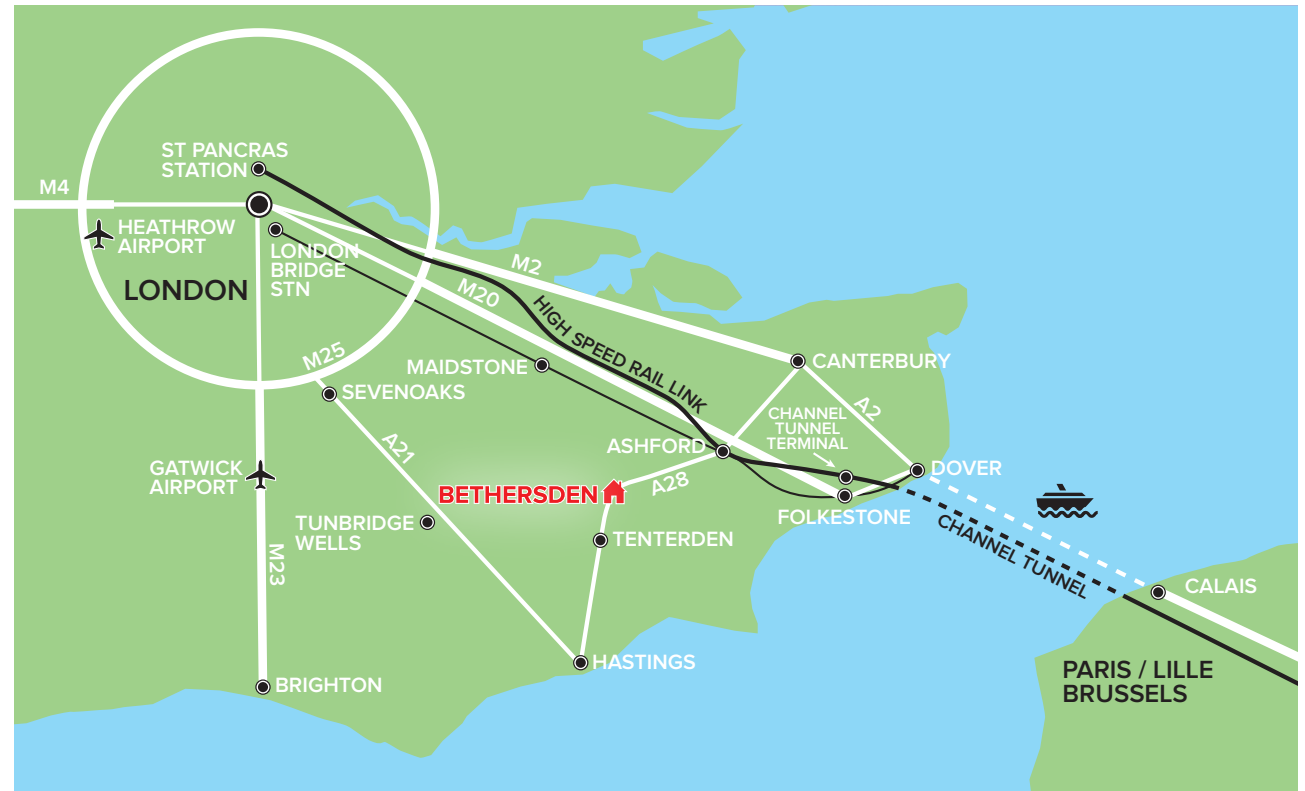 ST PANCRAS
STATION
M4
HEATHROW
AIRPORT
LONDON
BRIDGE
STN
LONDON
M2
M20
HIGH SPEED RAIL LINK
M25
MAIDSTONE
CANTERBURY
SEVENOAKS
A2
CHANNEL
TUNNEL
TERMINAL
A21
ASHFORD
GATWICK
AIRPORT
DOVER
BETHERSDEN
A28
FOLKESTONE
TUNBRIDGE
WELLS
TENTERDEN
CHANNEL TUNNEL
M23
CALAIS
HASTINGS
PARIS / LILLE
BRUSSELS
BRIGHTON